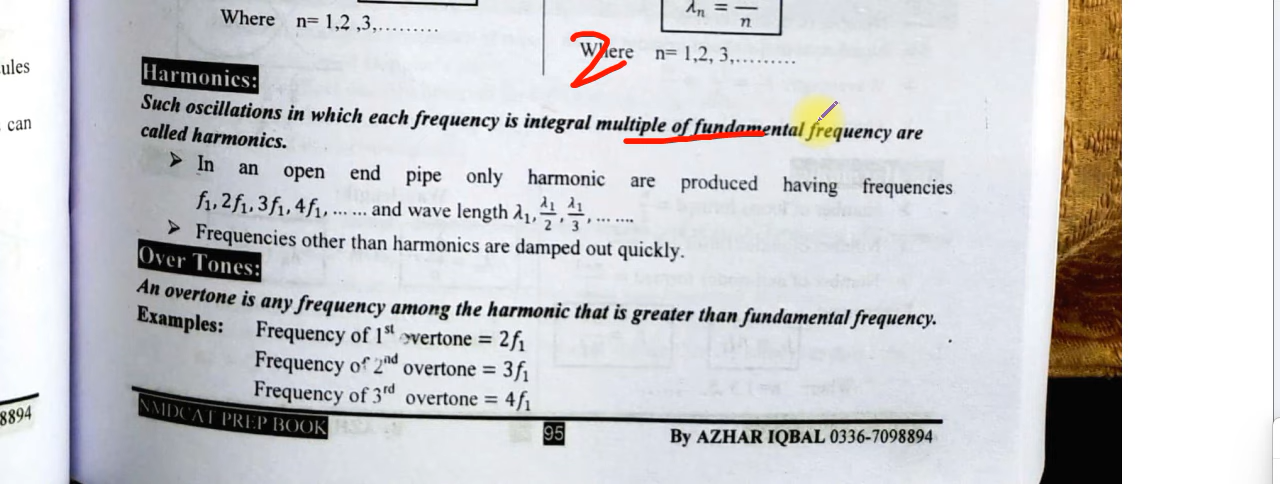 Where n= 1,2 ,3,.........
λn = — n
Where n= 1,2, 3,.........
2
ules
can
Harmonics:
Such oscillations in which each frequency is integral multiple of fundamental frequency are
called harmonics.
➤ In an open end pipe only harmonic are produced having frequencies
f₁, 2f₁, 3f₁, 4f₁, ... ... and wave length λ₁, λ₁/2, λ₁/3, ... ....
➤ Frequencies other than harmonics are damped out quickly.
Over Tones:
An overtone is any frequency among the harmonic that is greater than fundamental frequency.
Examples: Frequency of 1st overtone = 2f₁
Frequency of 2nd overtone = 3f₁
Frequency of 3rd overtone = 4f₁
8894
NMDCAT PREP BOOK
95
By AZHAR IQBAL 0336-7098894